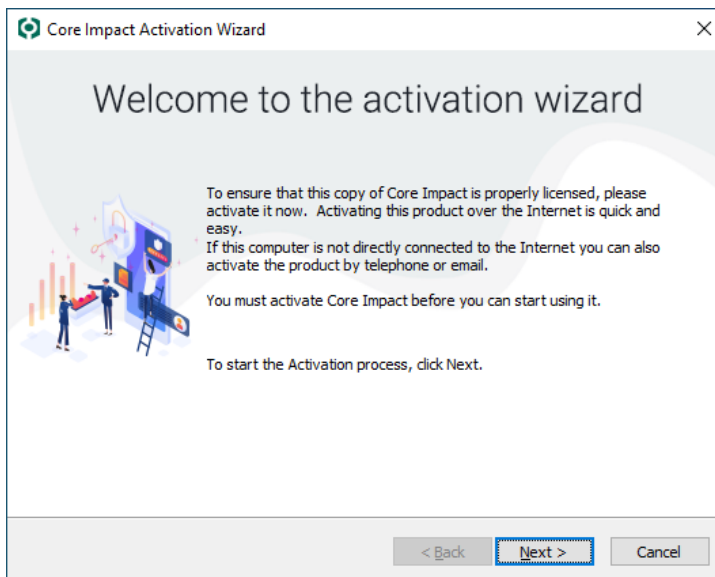 Core Impact Activation Wizard
Welcome to the activation wizard
To ensure that this copy of Core Impact is properly licensed, please
activate it now.  Activating this product over the Internet is quick and
easy.
If this computer is not directly connected to the Internet you can also
activate the product by telephone or email.
You must activate Core Impact before you can start using it.
To start the Activation process, click Next.
< Back
Next >
Cancel